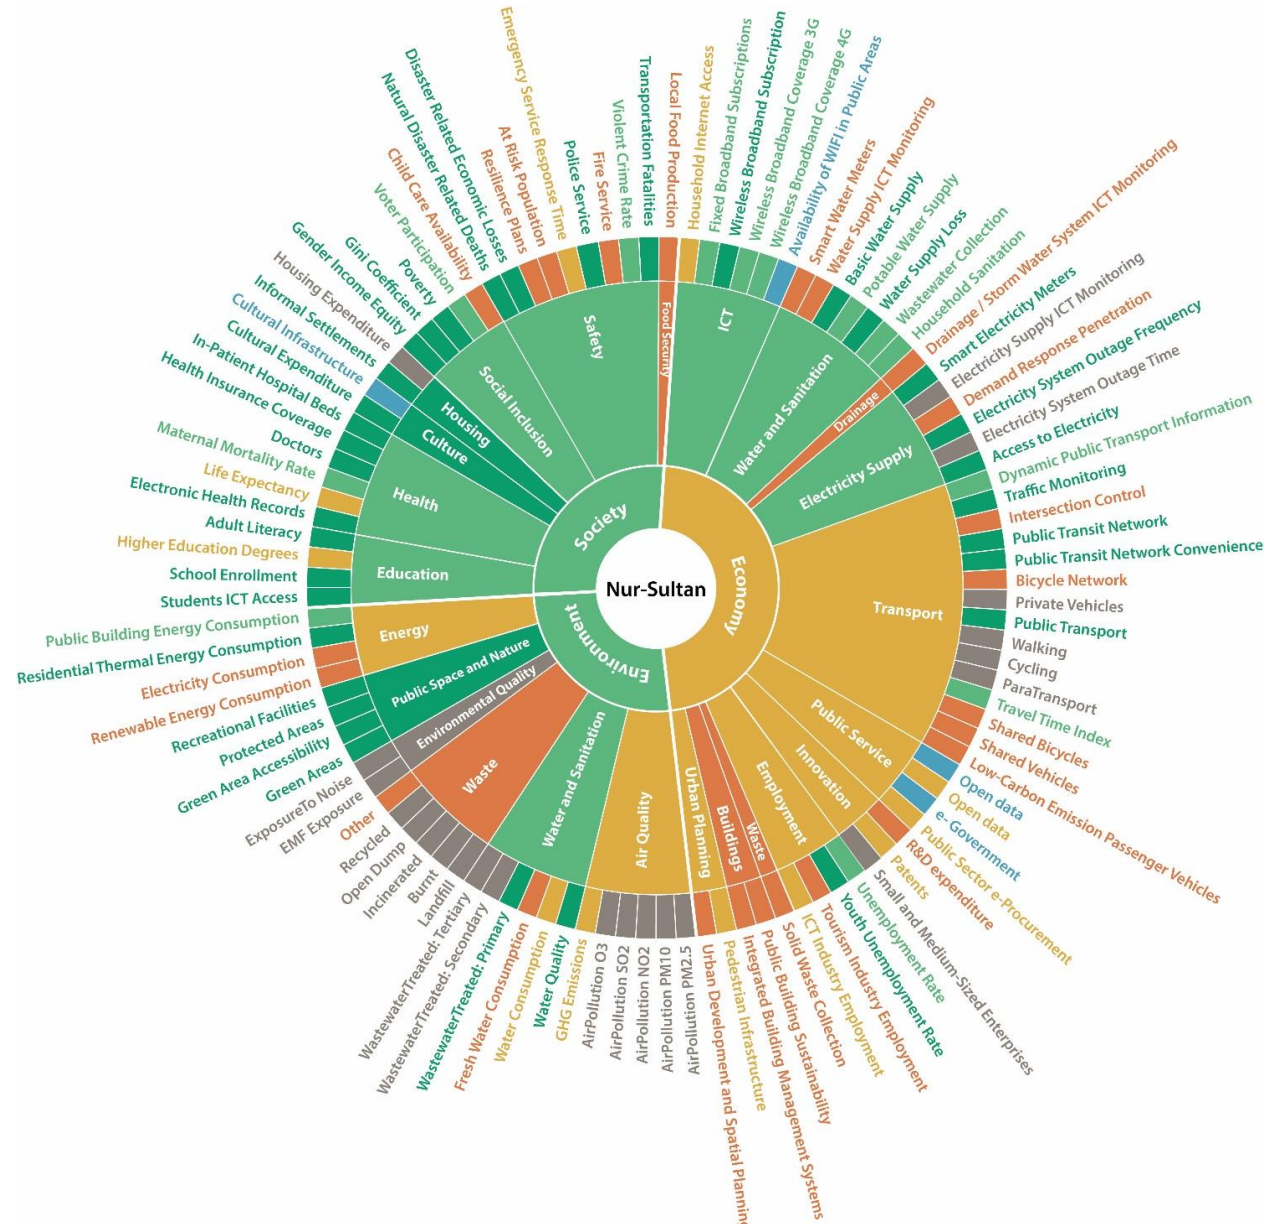 Nur-Sultan
Economy
Environment
Society
ICT
Water and Sanitation
Drainage
Electricity Supply
Transport
Public Service
Innovation
Employment
Waste
Buildings
Urban Planning
Air Quality
Water and Sanitation
Waste
Environmental Quality
Public Space and Nature
Energy
Education
Health
Culture
Housing
Social Inclusion
Safety
Food Security
Household Internet Access
Fixed Broadband Subscriptions
Wireless Broadband Subscription
Wireless Broadband Coverage 3G
Wireless Broadband Coverage 4G
Availability of WIFI in Public Areas
Smart Water Meters
Water Supply ICT Monitoring
Basic Water Supply
Potable Water Supply
Water Supply Loss
Wastewater Collection
Household Sanitation
Drainage / Storm Water System ICT Monitoring
Smart Electricity Meters
Electricity Supply ICT Monitoring
Demand Response Penetration
Electricity System Outage Frequency
Electricity System Outage Time
Access to Electricity
Dynamic Public Transport Information
Traffic Monitoring
Intersection Control
Public Transit Network
Public Transit Network Convenience
Bicycle Network
Private Vehicles
Public Transport
Walking
Cycling
ParaTransport
Travel Time Index
Shared Bicycles
Shared Vehicles
Low-Carbon Emission Passenger Vehicles
Open data
Open data
e- Government
Public Sector e-Procurement
R&D expenditure
Patents
Small and Medium-Sized Enterprises
Unemployment Rate
Youth Unemployment Rate
Tourism Industry Employment
ICT Industry Employment
Solid Waste Collection
Public Building Sustainability
Integrated Building Management Systems
Pedestrian Infrastructure
Urban Development and Spatial Planning
AirPollution PM2.5
AirPollution PM10
AirPollution NO2
AirPollution SO2
AirPollution O3
GHG Emissions
Water Quality
Water Consumption
Fresh Water Consumption
WastewaterTreated: Primary
WastewaterTreated: Secondary
WastewaterTreated: Tertiary
Landfill
Burnt
Incinerated
Open Dump
Recycled
Other
EMF Exposure
ExposureTo Noise
Green Areas
Green Area Accessibility
Protected Areas
Recreational Facilities
Renewable Energy Consumption
Electricity Consumption
Residential Thermal Energy Consumption
Public Building Energy Consumption
Students ICT Access
School Enrollment
Higher Education Degrees
Adult Literacy
Electronic Health Records
Life Expectancy
Maternal Mortality Rate
Doctors
Health Insurance Coverage
In-Patient Hospital Beds
Cultural Expenditure
Cultural Infrastructure
Informal Settlements
Housing Expenditure
Gender Income Equity
Gini Coefficient
Poverty
Voter Participation
Child Care Availability
Natural Disaster Related Deaths
Disaster Related Economic Losses
Resilience Plans
At Risk Population
Emergency Service Response Time
Police Service
Fire Service
Violent Crime Rate
Transportation Fatalities
Local Food Production